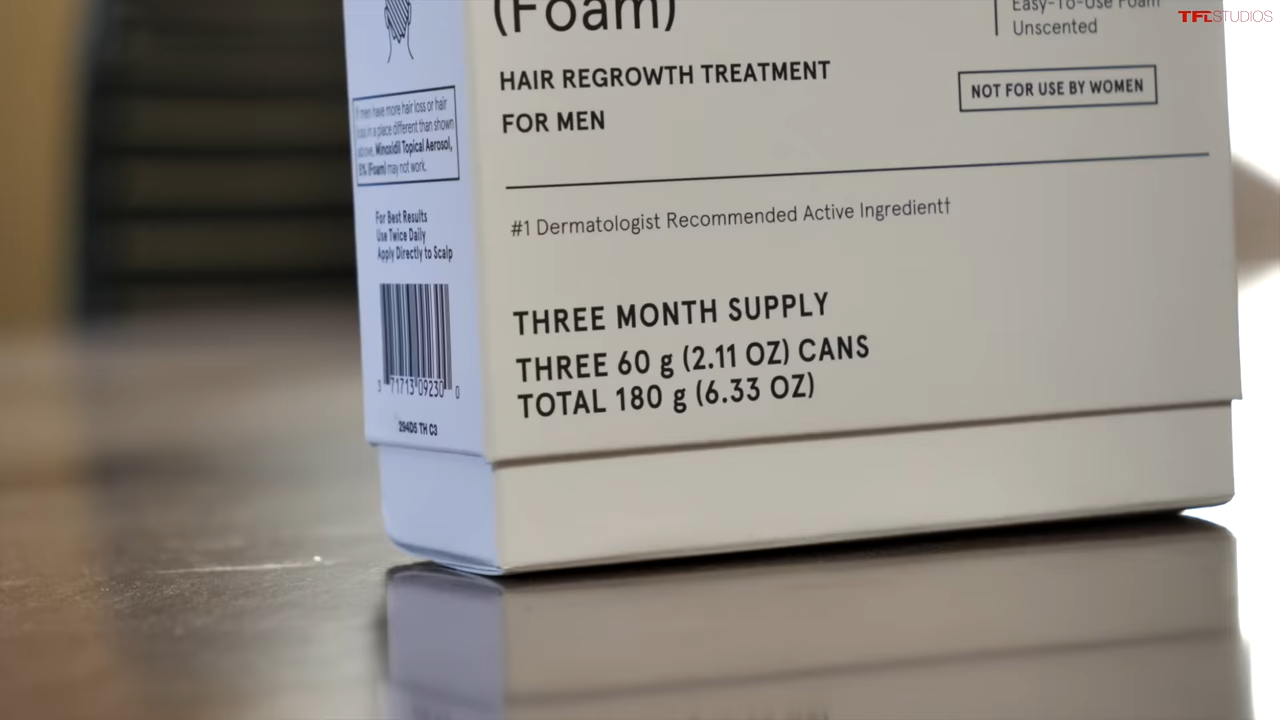 (Foam)
Easy-To-Use Foam
Unscented
HAIR REGROWTH TREATMENT
FOR MEN
NOT FOR USE BY WOMEN
#1 Dermatologist Recommended Active Ingredient†
THREE MONTH SUPPLY
THREE 60 g (2.11 OZ) CANS
TOTAL 180 g (6.33 OZ)
If men have more hair loss or hair
loss in a place different than shown
above, Minoxidil Topical Aerosol,
5% (Foam) may not work.
For Best Results
Use Twice Daily
Apply Directly to Scalp
3 71713 09230 0
294D5 TH C3
TFLSTUDIOS